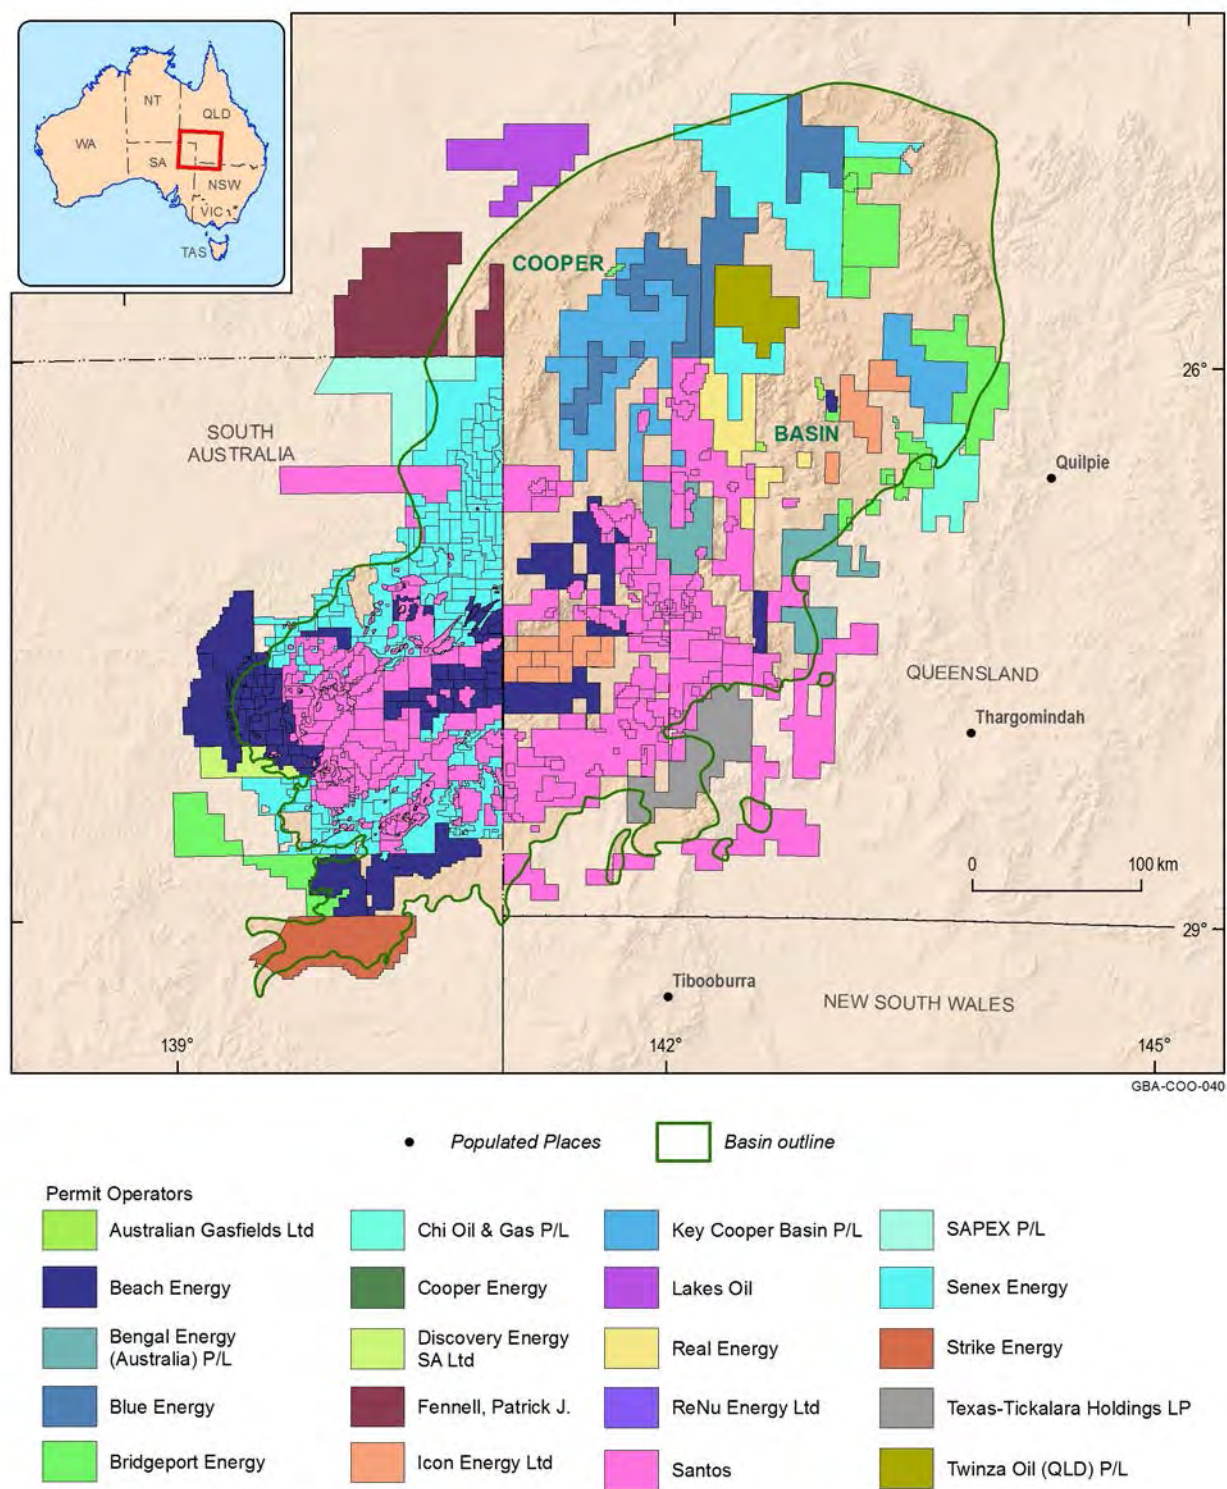 NT
QLD
WA
SA
NSW
VIC
TAS
COOPER
26°
SOUTH
AUSTRALIA
BASIN
Quilpie
QUEENSLAND
Thargomindah
0 100 km
29°
Tibooburra
NEW SOUTH WALES
139° 142° 145°
GBA-COO-040
Populated Places Basin outline
Permit Operators
Australian Gasfields Ltd
Beach Energy
Bengal Energy
(Australia) P/L
Blue Energy
Bridgeport Energy
Chi Oil & Gas P/L
Cooper Energy
Discovery Energy
SA Ltd
Fennell, Patrick J.
Icon Energy Ltd
Key Cooper Basin P/L
Lakes Oil
Real Energy
ReNu Energy Ltd
Santos
SAPEX P/L
Senex Energy
Strike Energy
Texas-Tickalara Holdings LP
Twinza Oil (QLD) P/L